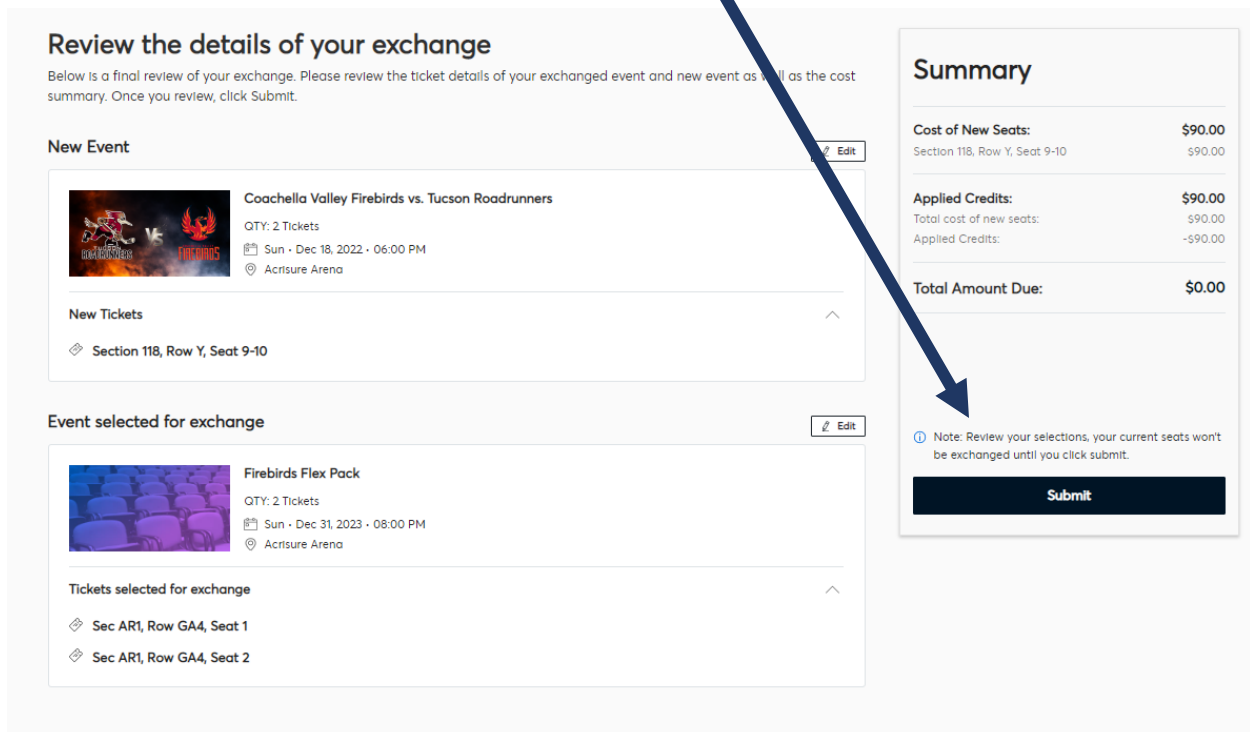 Review the details of your exchange
Below is a final review of your exchange. Please review the ticket details of your exchanged event and new event as well as the cost
summary. Once you review, click Submit.
New Event
Edit
VS
ROADRUNNERS
FIREBIRDS
Coachella Valley Firebirds vs. Tucson Roadrunners
QTY: 2 Tickets
Sun • Dec 18, 2022 • 06:00 PM
Acrisure Arena
New Tickets
Section 118, Row Y, Seat 9-10
Event selected for exchange
Edit
Firebirds Flex Pack
QTY: 2 Tickets
Sun • Dec 31, 2023 • 08:00 PM
Acrisure Arena
Tickets selected for exchange
Sec AR1, Row GA4, Seat 1
Sec AR1, Row GA4, Seat 2
Summary
Cost of New Seats: $90.00
Section 118, Row Y, Seat 9-10 $90.00
Applied Credits: $90.00
Total cost of new seats: $90.00
Applied Credits: -$90.00
Total Amount Due: $0.00
Note: Review your selections, your current seats won't
be exchanged until you click submit.
Submit